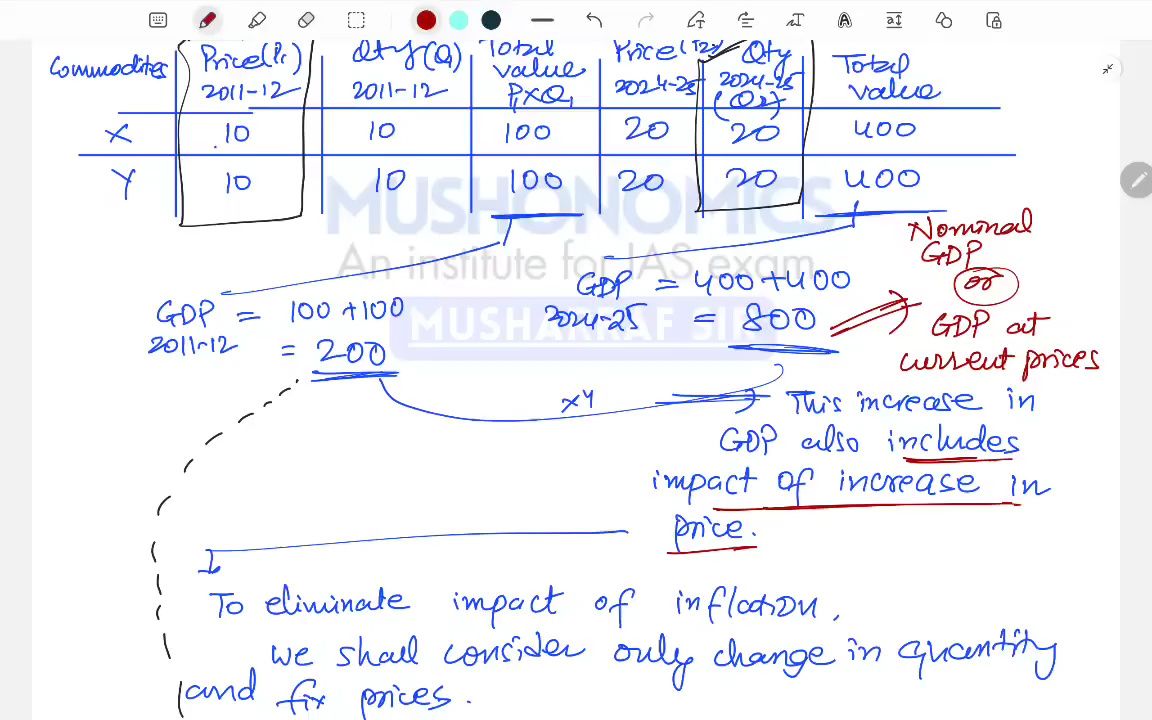 Commodites Price(P₁) 2011-12 Qty(Q₁) 2011-12 Total value P₁×Q₁ Price(P2) 2024-25 Qty 2024-25 (Q2) Total value
X 10 10 100 20 20 400
Y 10 10 100 20 20 400
MUSHONOMICS
An institute for IAS exam
MUSHARRAF SIR
GDP 2011-12 = 100 + 100
= 200
GDP 2024-25 = 400 + 400
= 800
Nominal
GDP
or
GDP at
current prices
x4
This increase in
GDP also includes
impact of increase in
price.
To eliminate impact of inflation,
we shall consider only change in quantity
and fix prices.